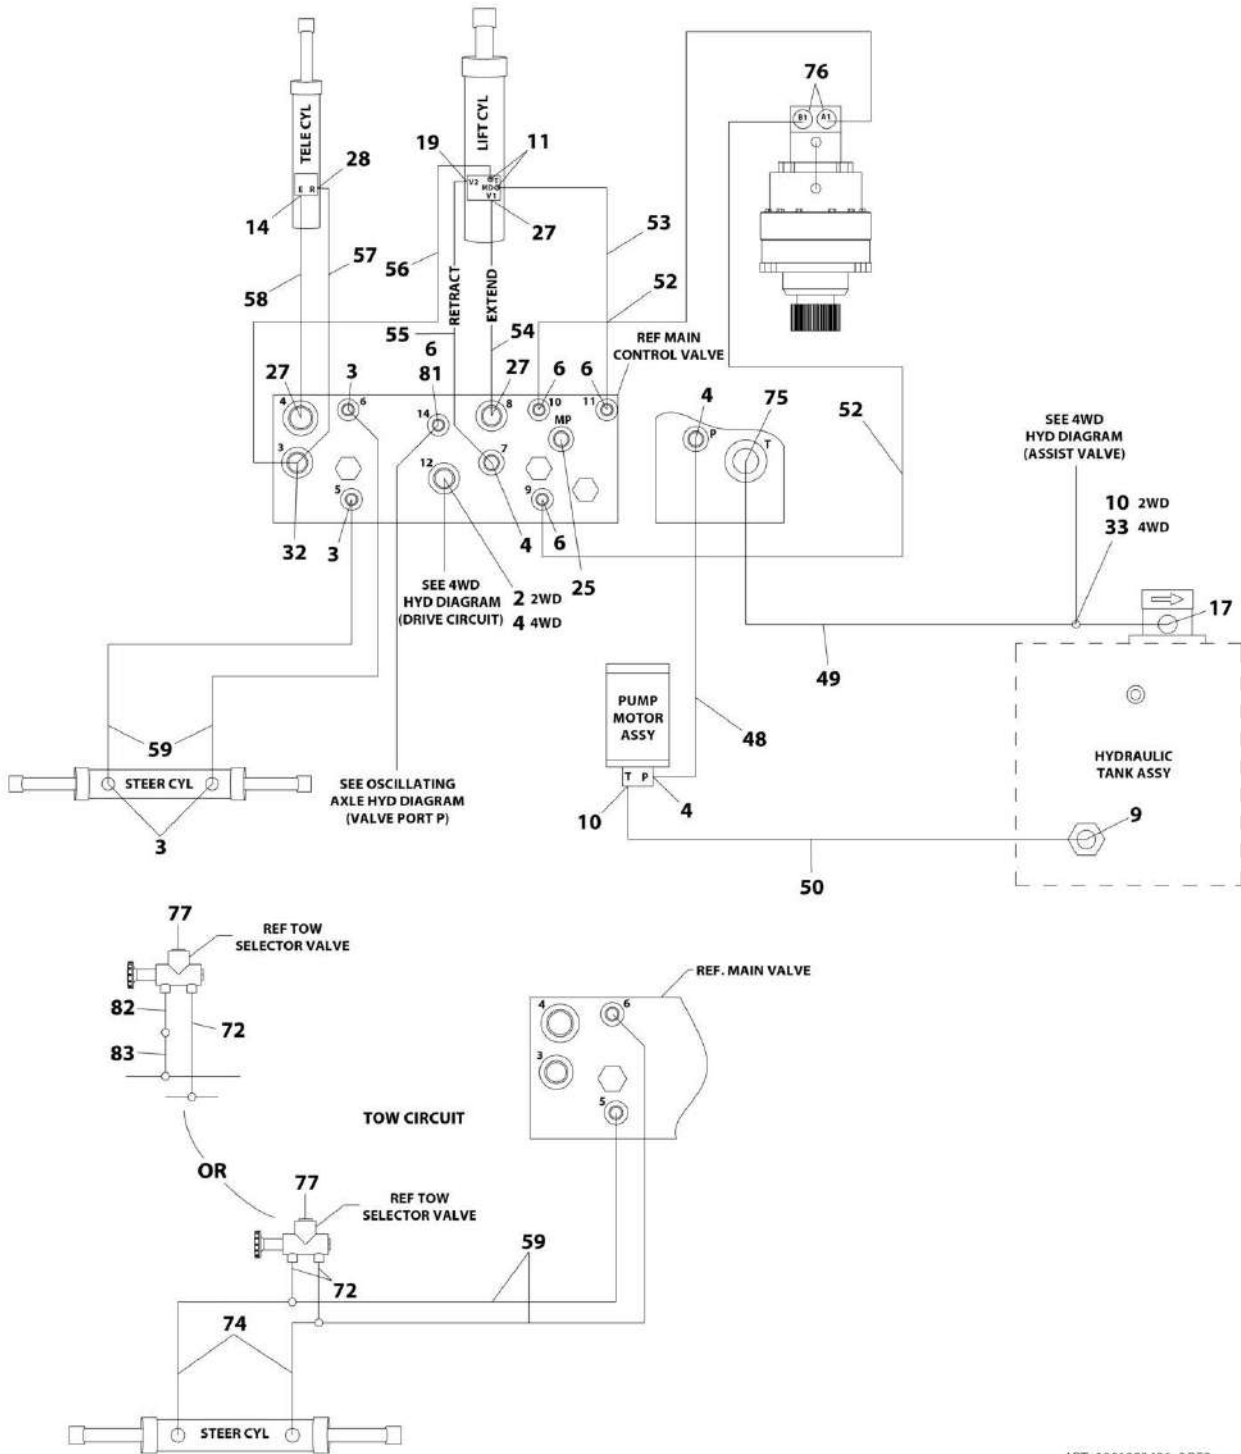 TELE CYL
E R
28
14
58
57
LIFT CYL
19
V2
T
MD
V1
11
27
56
53
52
RETRACT
EXTEND
55
54
6
81
76
B1
A1
REF MAIN
CONTROL VALVE
27
3
6
6
27
4
6
14
8
10
11
MP
3
12
7
5
9
32
3
4
6
25
4
75
P
T
52
SEE 4WD
HYD DIAGRAM
(ASSIST VALVE)
10 2WD
33 4WD
17
SEE 4WD
HYD DIAGRAM
(DRIVE CIRCUIT)
2 2WD
4 4WD
49
PUMP
MOTOR
ASSY
T P
48
59
STEER CYL
3
SEE OSCILLATING
AXLE HYD DIAGRAM
(VALVE PORT P)
10
4
HYDRAULIC
TANK ASSY
9
50
77
REF TOW
SELECTOR VALVE
82
72
83
OR
TOW CIRCUIT
REF. MAIN VALVE
4
6
3
5
77
REF TOW
SELECTOR VALVE
72
59
74
STEER CYL